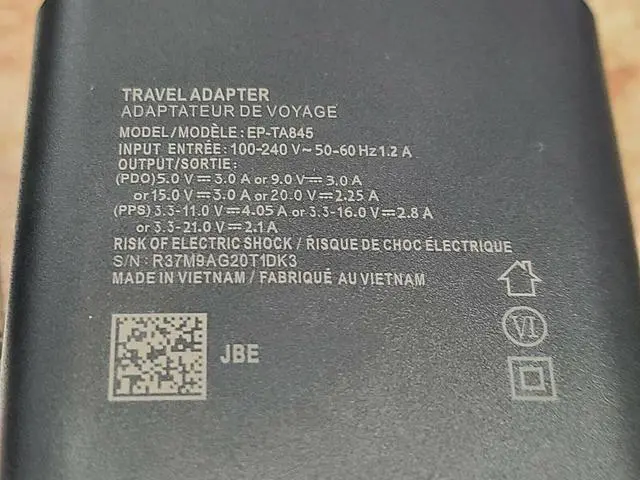 TRAVEL ADAPTER
ADAPTATEUR DE VOYAGE
MODEL/MODÈLE: EP-TA845
INPUT ENTRÉE: 100-240 V~ 50-60 Hz 1.2 A
OUTPUT/SORTIE:
(PDO) 5.0 V⎓3.0 A or 9.0 V⎓3.0 A
or 15.0 V⎓3.0 A or 20.0 V⎓2.25 A
(PPS) 3.3-11.0 V⎓4.05 A or 3.3-16.0 V⎓2.8 A
or 3.3-21.0 V⎓2.1 A
RISK OF ELECTRIC SHOCK / RISQUE DE CHOC ÉLECTRIQUE
S/N: R37M9AG20T1DK3
MADE IN VIETNAM / FABRIQUÉ AU VIETNAM
VI
JBE